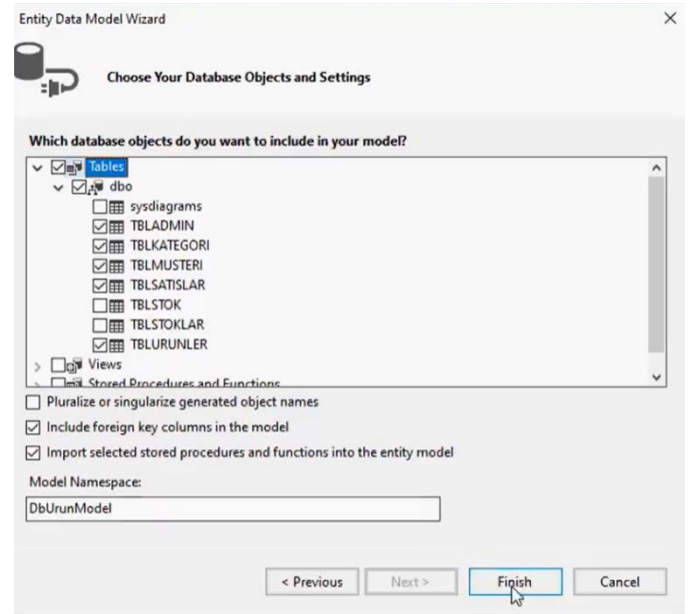 Entity Data Model Wizard
Choose Your Database Objects and Settings
Which database objects do you want to include in your model?
Tables
dbo
sysdiagrams
TBLADMIN
TBLKATEGORI
TBLMUSTERI
TBLSATISLAR
TBLSTOK
TBLSTOKLAR
TBLURUNLER
Views
Stored Procedures and Functions
Pluralize or singularize generated object names
Include foreign key columns in the model
Import selected stored procedures and functions into the entity model
Model Namespace:
DbUrunModel
< Previous Next > Finish Cancel